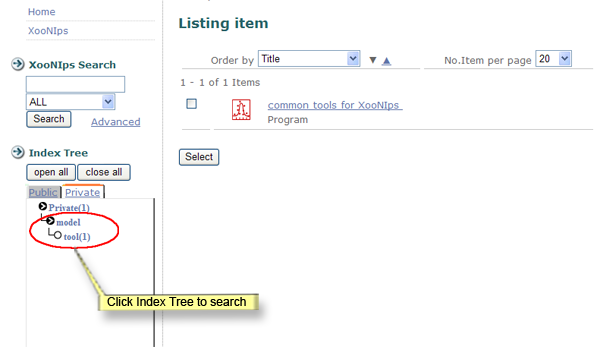 Home
XooNIps
XooNIps Search
ALL
Search Advanced
Index Tree
open all close all
Public Private
Private(1)
model
tool(1)
Click Index Tree to search
Listing item
Order by Title ▼ ▲ No.Item per page 20
1 - 1 of 1 Items
common tools for XooNIps
Program
Select